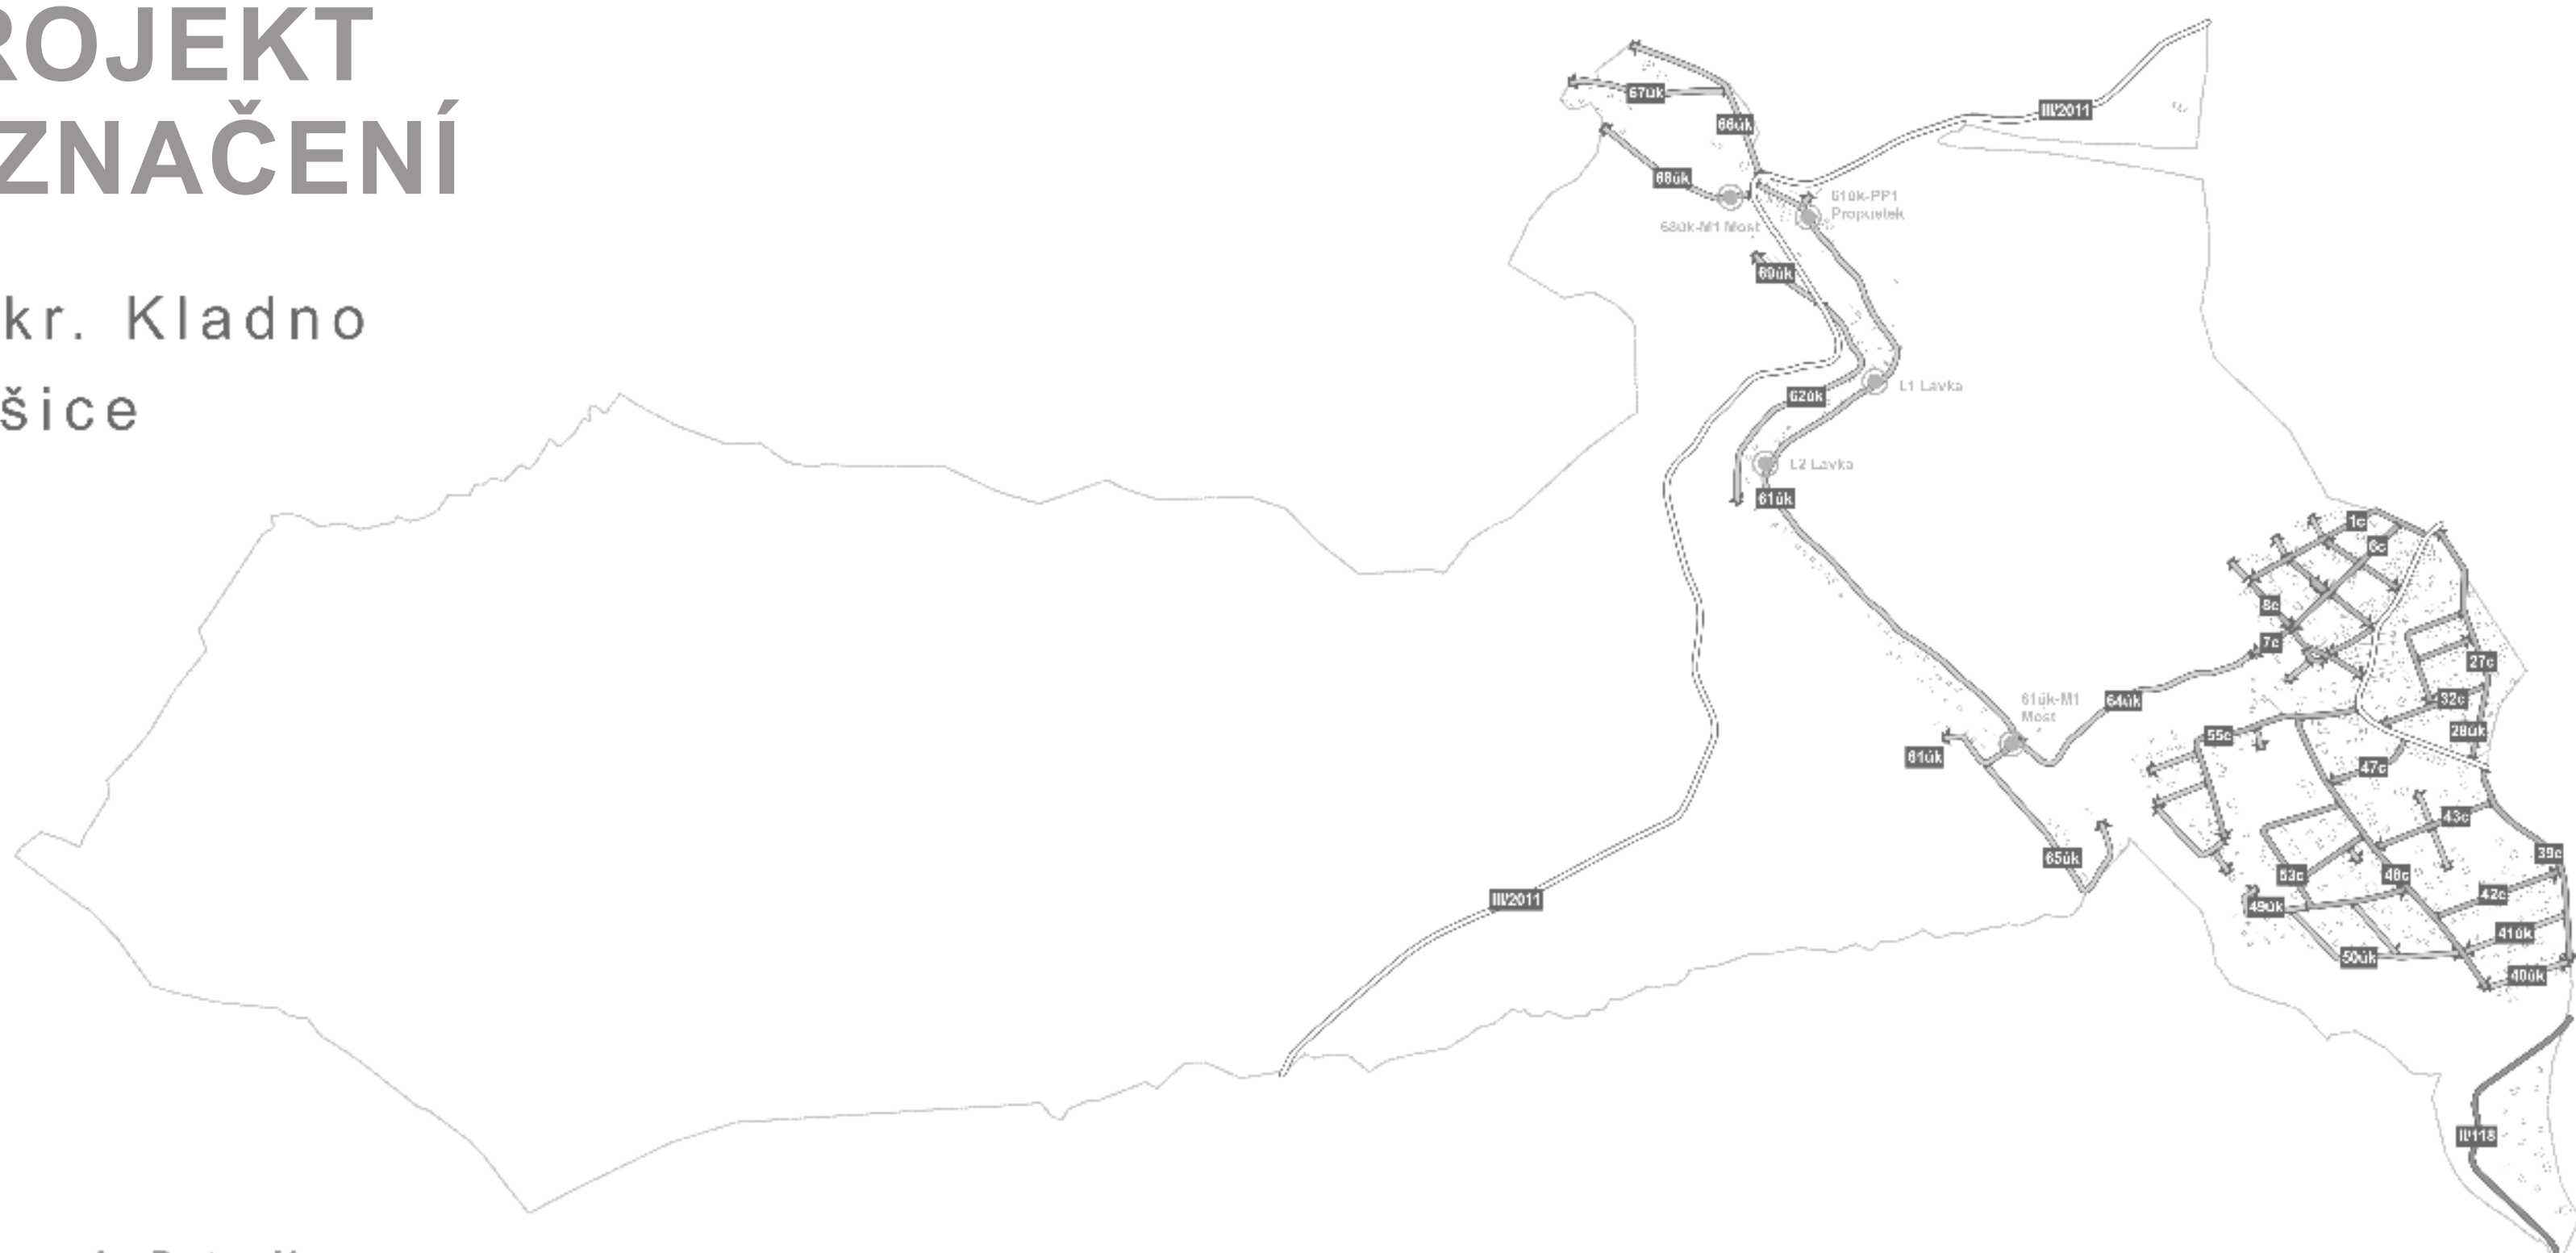 ROJEKT
ZNAČENÍ
kr. Kladno
šice
III/2011
67úk
66úk
68úk
61úk-PP1
Propustek
68úk-M1 Most
69úk
L1 Lavka
62úk
L2 Lavka
61úk
1c
6c
8c
7c
27c
61úk-M1
Most
64úk
32c
28úk
55c
61úk
47c
43c
39c
65úk
53c
48c
42c
III/2011
49úk
41úk
50úk
40úk
II/118